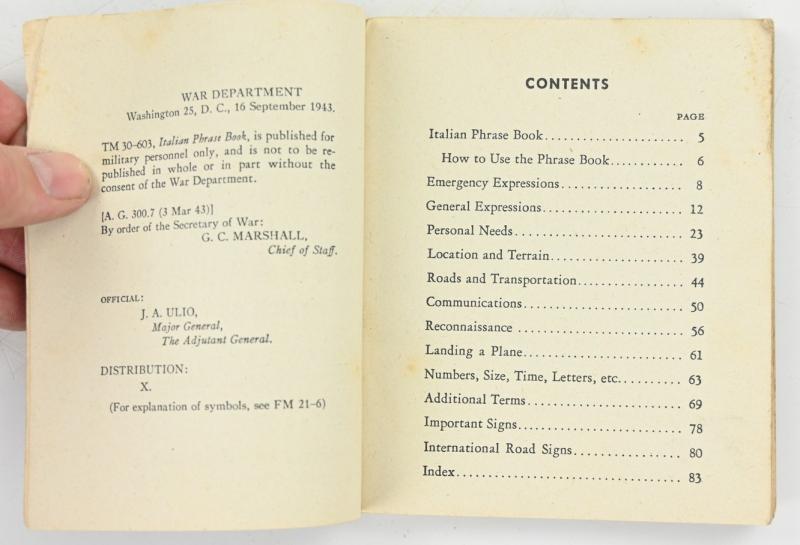 WAR DEPARTMENT
Washington 25, D. C., 16 September 1943.
TM 30–603, Italian Phrase Book, is published for
military personnel only, and is not to be re-
published in whole or in part without the
consent of the War Department.
[A. G. 300.7 (3 Mar 43)]
By order of the Secretary of War:
G. C. MARSHALL,
Chief of Staff.
OFFICIAL:
J. A. ULIO,
Major General,
The Adjutant General.
DISTRIBUTION:
X.
(For explanation of symbols, see FM 21–6)
CONTENTS
PAGE
Italian Phrase Book 5
How to Use the Phrase Book 6
Emergency Expressions 8
General Expressions 12
Personal Needs 23
Location and Terrain 39
Roads and Transportation 44
Communications 50
Reconnaissance 56
Landing a Plane 61
Numbers, Size, Time, Letters, etc. 63
Additional Terms 69
Important Signs 78
International Road Signs 80
Index 83